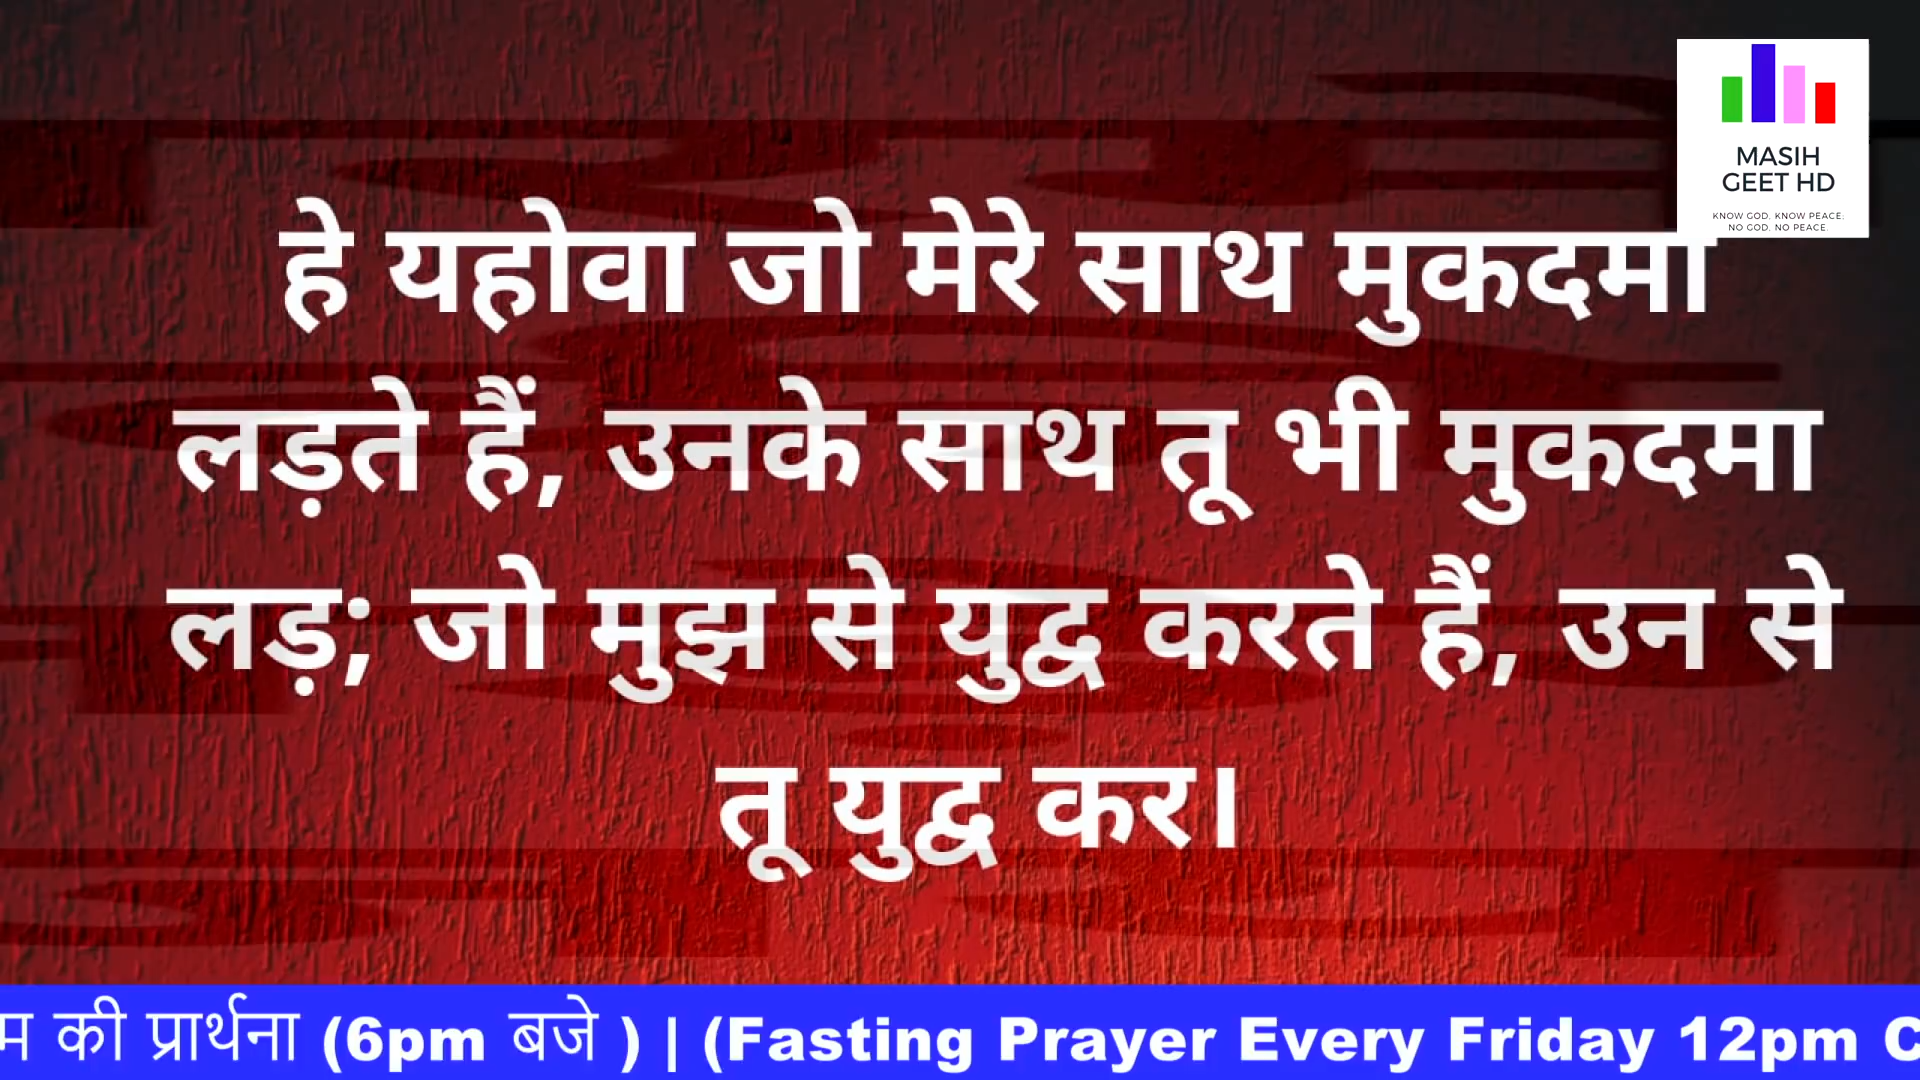 MASIH
GEET HD
KNOW GOD. KNOW PEACE;
NO GOD. NO PEACE.
हे यहोवा जो मेरे साथ मुकदमा
लड़ते हैं, उनके साथ तू भी मुकदमा
लड़; जो मुझ से युद्ध करते हैं, उन से
तू युद्ध कर।
की प्रार्थना (6pm बजे ) | (Fasting Prayer Every Friday 12pm